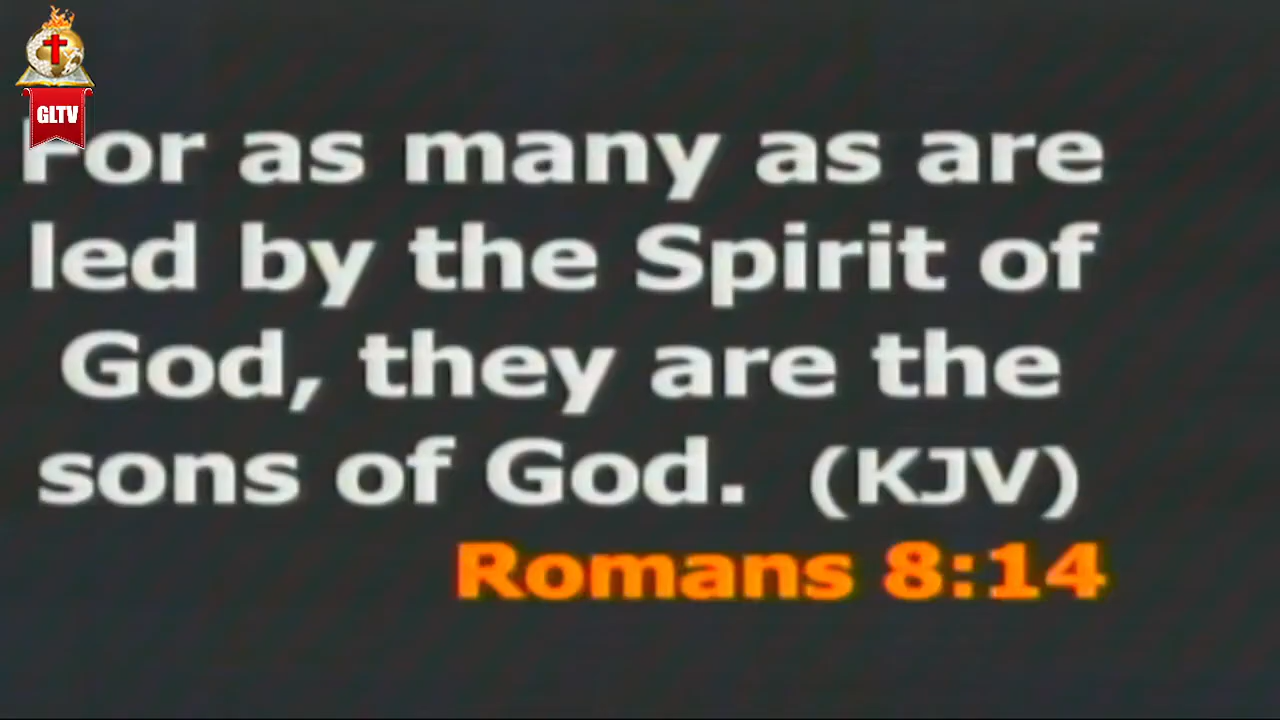 GLTV
For as many as are
led by the Spirit of
God, they are the
sons of God. (KJV)
Romans 8:14